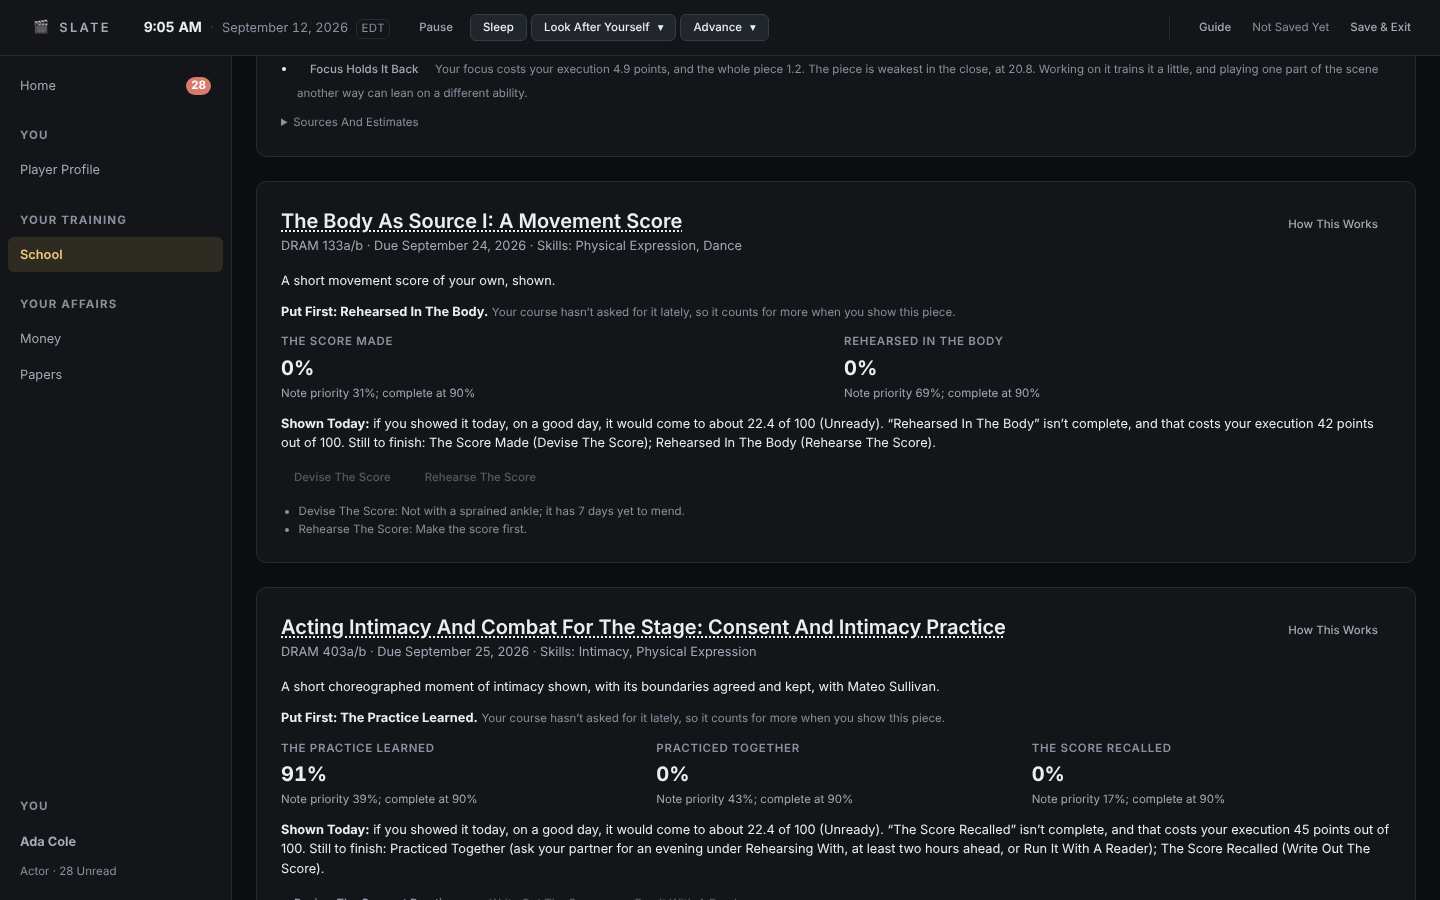 SLATE
9:05 AM · September 12, 2026 EDT
Pause
Sleep
Look After Yourself ▾
Advance ▾
Guide
Not Saved Yet
Save & Exit
Home 28
YOU
Player Profile
YOUR TRAINING
School
YOUR AFFAIRS
Money
Papers
YOU
Ada Cole
Actor · 28 Unread
• Focus Holds It Back Your focus costs your execution 4.9 points, and the whole piece 1.2. The piece is weakest in the close, at 20.8. Working on it trains it a little, and playing one part of the scene
another way can lean on a different ability.
▶ Sources And Estimates
The Body As Source I: A Movement Score
How This Works
DRAM 133a/b · Due September 24, 2026 · Skills: Physical Expression, Dance
A short movement score of your own, shown.
Put First: Rehearsed In The Body. Your course hasn’t asked for it lately, so it counts for more when you show this piece.
THE SCORE MADE
0%
Note priority 31%; complete at 90%
REHEARSED IN THE BODY
0%
Note priority 69%; complete at 90%
Shown Today: if you showed it today, on a good day, it would come to about 22.4 of 100 (Unready). “Rehearsed In The Body” isn’t complete, and that costs your execution 42 points
out of 100. Still to finish: The Score Made (Devise The Score); Rehearsed In The Body (Rehearse The Score).
Devise The Score
Rehearse The Score
• Devise The Score: Not with a sprained ankle; it has 7 days yet to mend.
• Rehearse The Score: Make the score first.
Acting Intimacy And Combat For The Stage: Consent And Intimacy Practice
How This Works
DRAM 403a/b · Due September 25, 2026 · Skills: Intimacy, Physical Expression
A short choreographed moment of intimacy shown, with its boundaries agreed and kept, with Mateo Sullivan.
Put First: The Practice Learned. Your course hasn’t asked for it lately, so it counts for more when you show this piece.
THE PRACTICE LEARNED
91%
Note priority 39%; complete at 90%
PRACTICED TOGETHER
0%
Note priority 43%; complete at 90%
THE SCORE RECALLED
0%
Note priority 17%; complete at 90%
Shown Today: if you showed it today, on a good day, it would come to about 22.4 of 100 (Unready). “The Score Recalled” isn’t complete, and that costs your execution 45 points out of
100. Still to finish: Practiced Together (ask your partner for an evening under Rehearsing With, at least two hours ahead, or Run It With A Reader); The Score Recalled (Write Out The
Score).